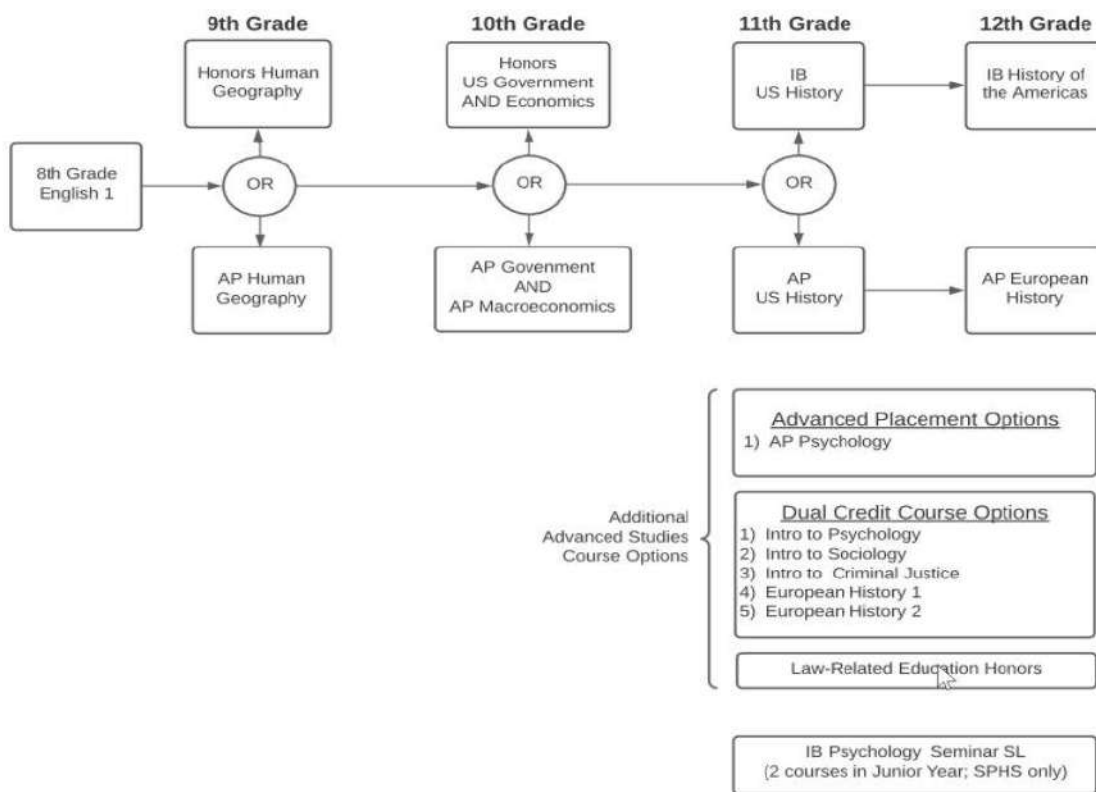 9th Grade
10th Grade
11th Grade
12th Grade
Honors Human
Geography
Honors
US Government
AND Economics
IB
US History
IB History of
the Americas
8th Grade
English 1
OR
OR
OR
AP Human
Geography
AP Govenment
AND
AP Macroeconomics
AP
US History
AP European
History
Additional
Advanced Studies
Course Options
Advanced Placement Options
1) AP Psychology
Dual Credit Course Options
1) Intro to Psychology
2) Intro to Sociology
3) Intro to Criminal Justice
4) European History 1
5) European History 2
Law-Related Education Honors
IB Psychology Seminar SL
(2 courses in Junior Year; SPHS only)